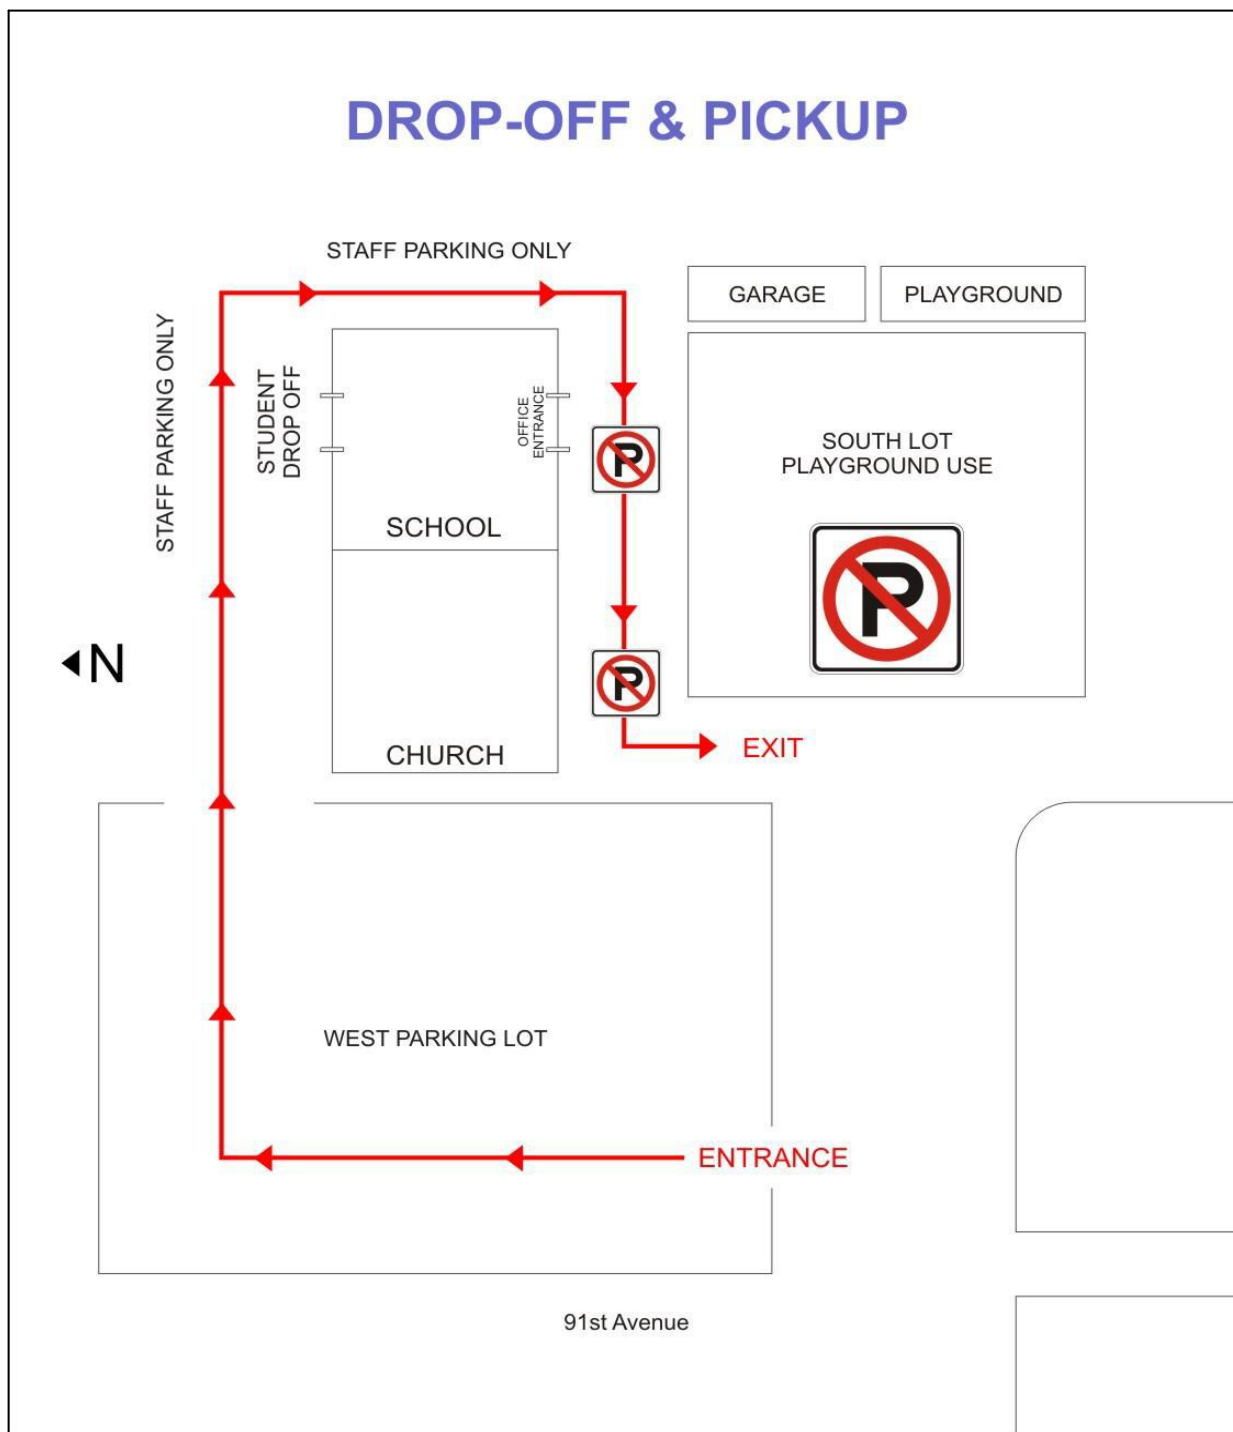 DROP-OFF & PICKUP
STAFF PARKING ONLY
GARAGE
PLAYGROUND
STAFF PARKING ONLY
STUDENT
DROP OFF
OFFICE
ENTRANCE
SOUTH LOT
PLAYGROUND USE
P
SCHOOL
P
N
P
CHURCH
EXIT
WEST PARKING LOT
ENTRANCE
91st Avenue